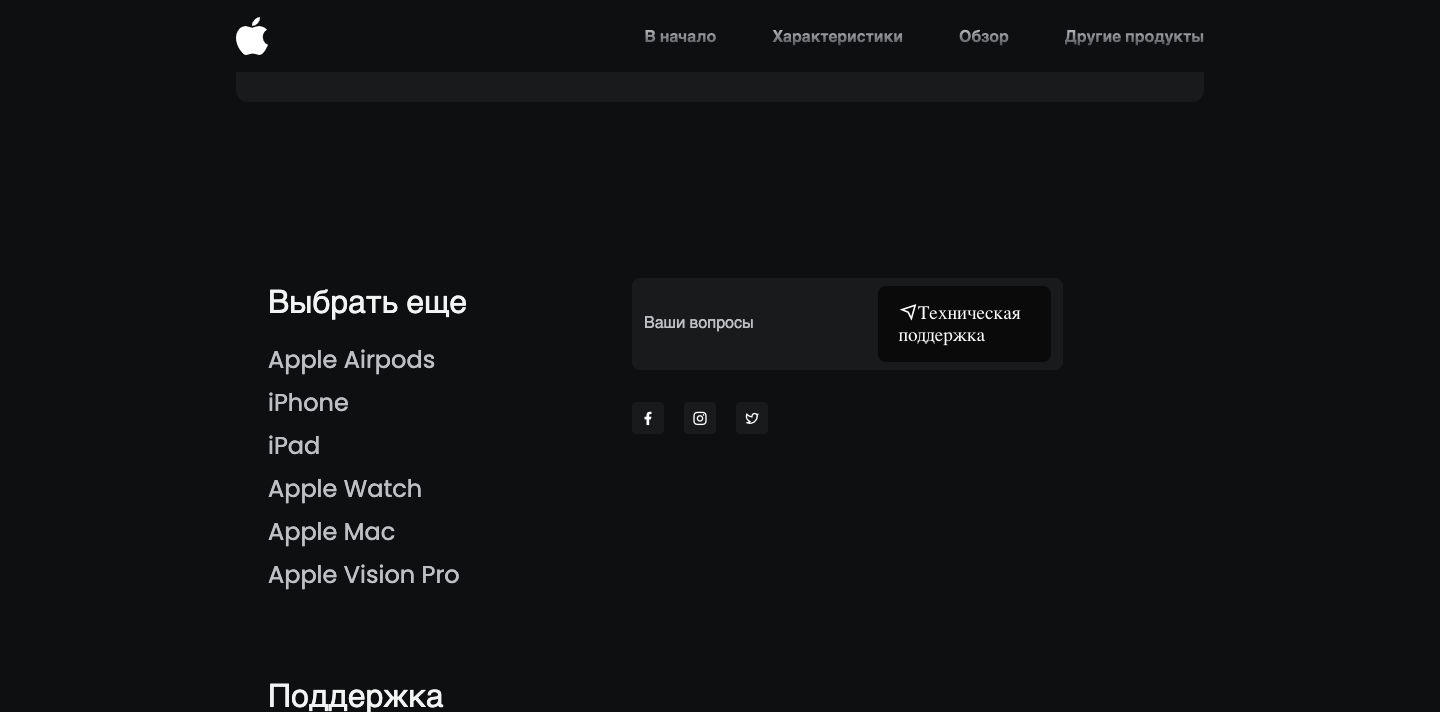 В начало Характеристики Обзор Другие продукты
Выбрать еще
Apple Airpods
iPhone
iPad
Apple Watch
Apple Mac
Apple Vision Pro
Ваши вопросы
Техническая
поддержка
Поддержка